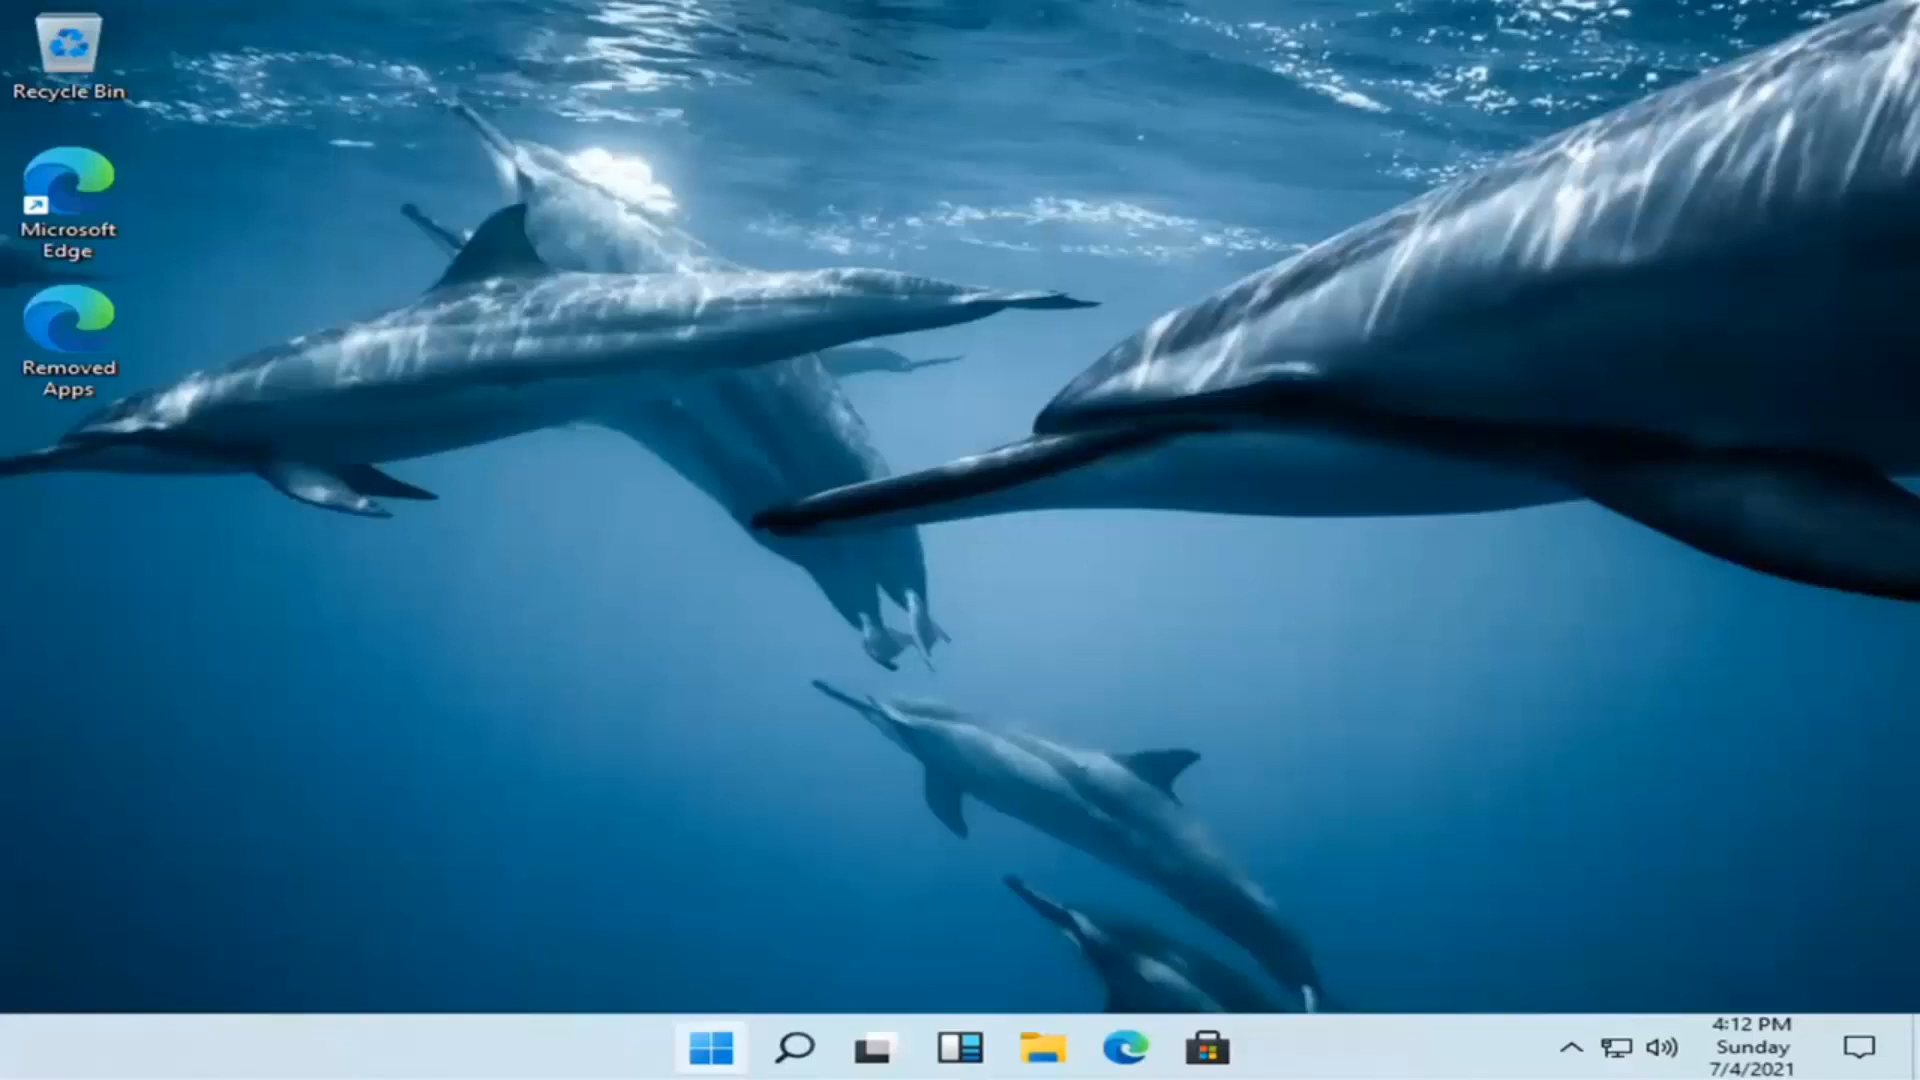 Recycle Bin
Microsoft
Edge
Removed
Apps
4:12 PM
Sunday
7/4/2021